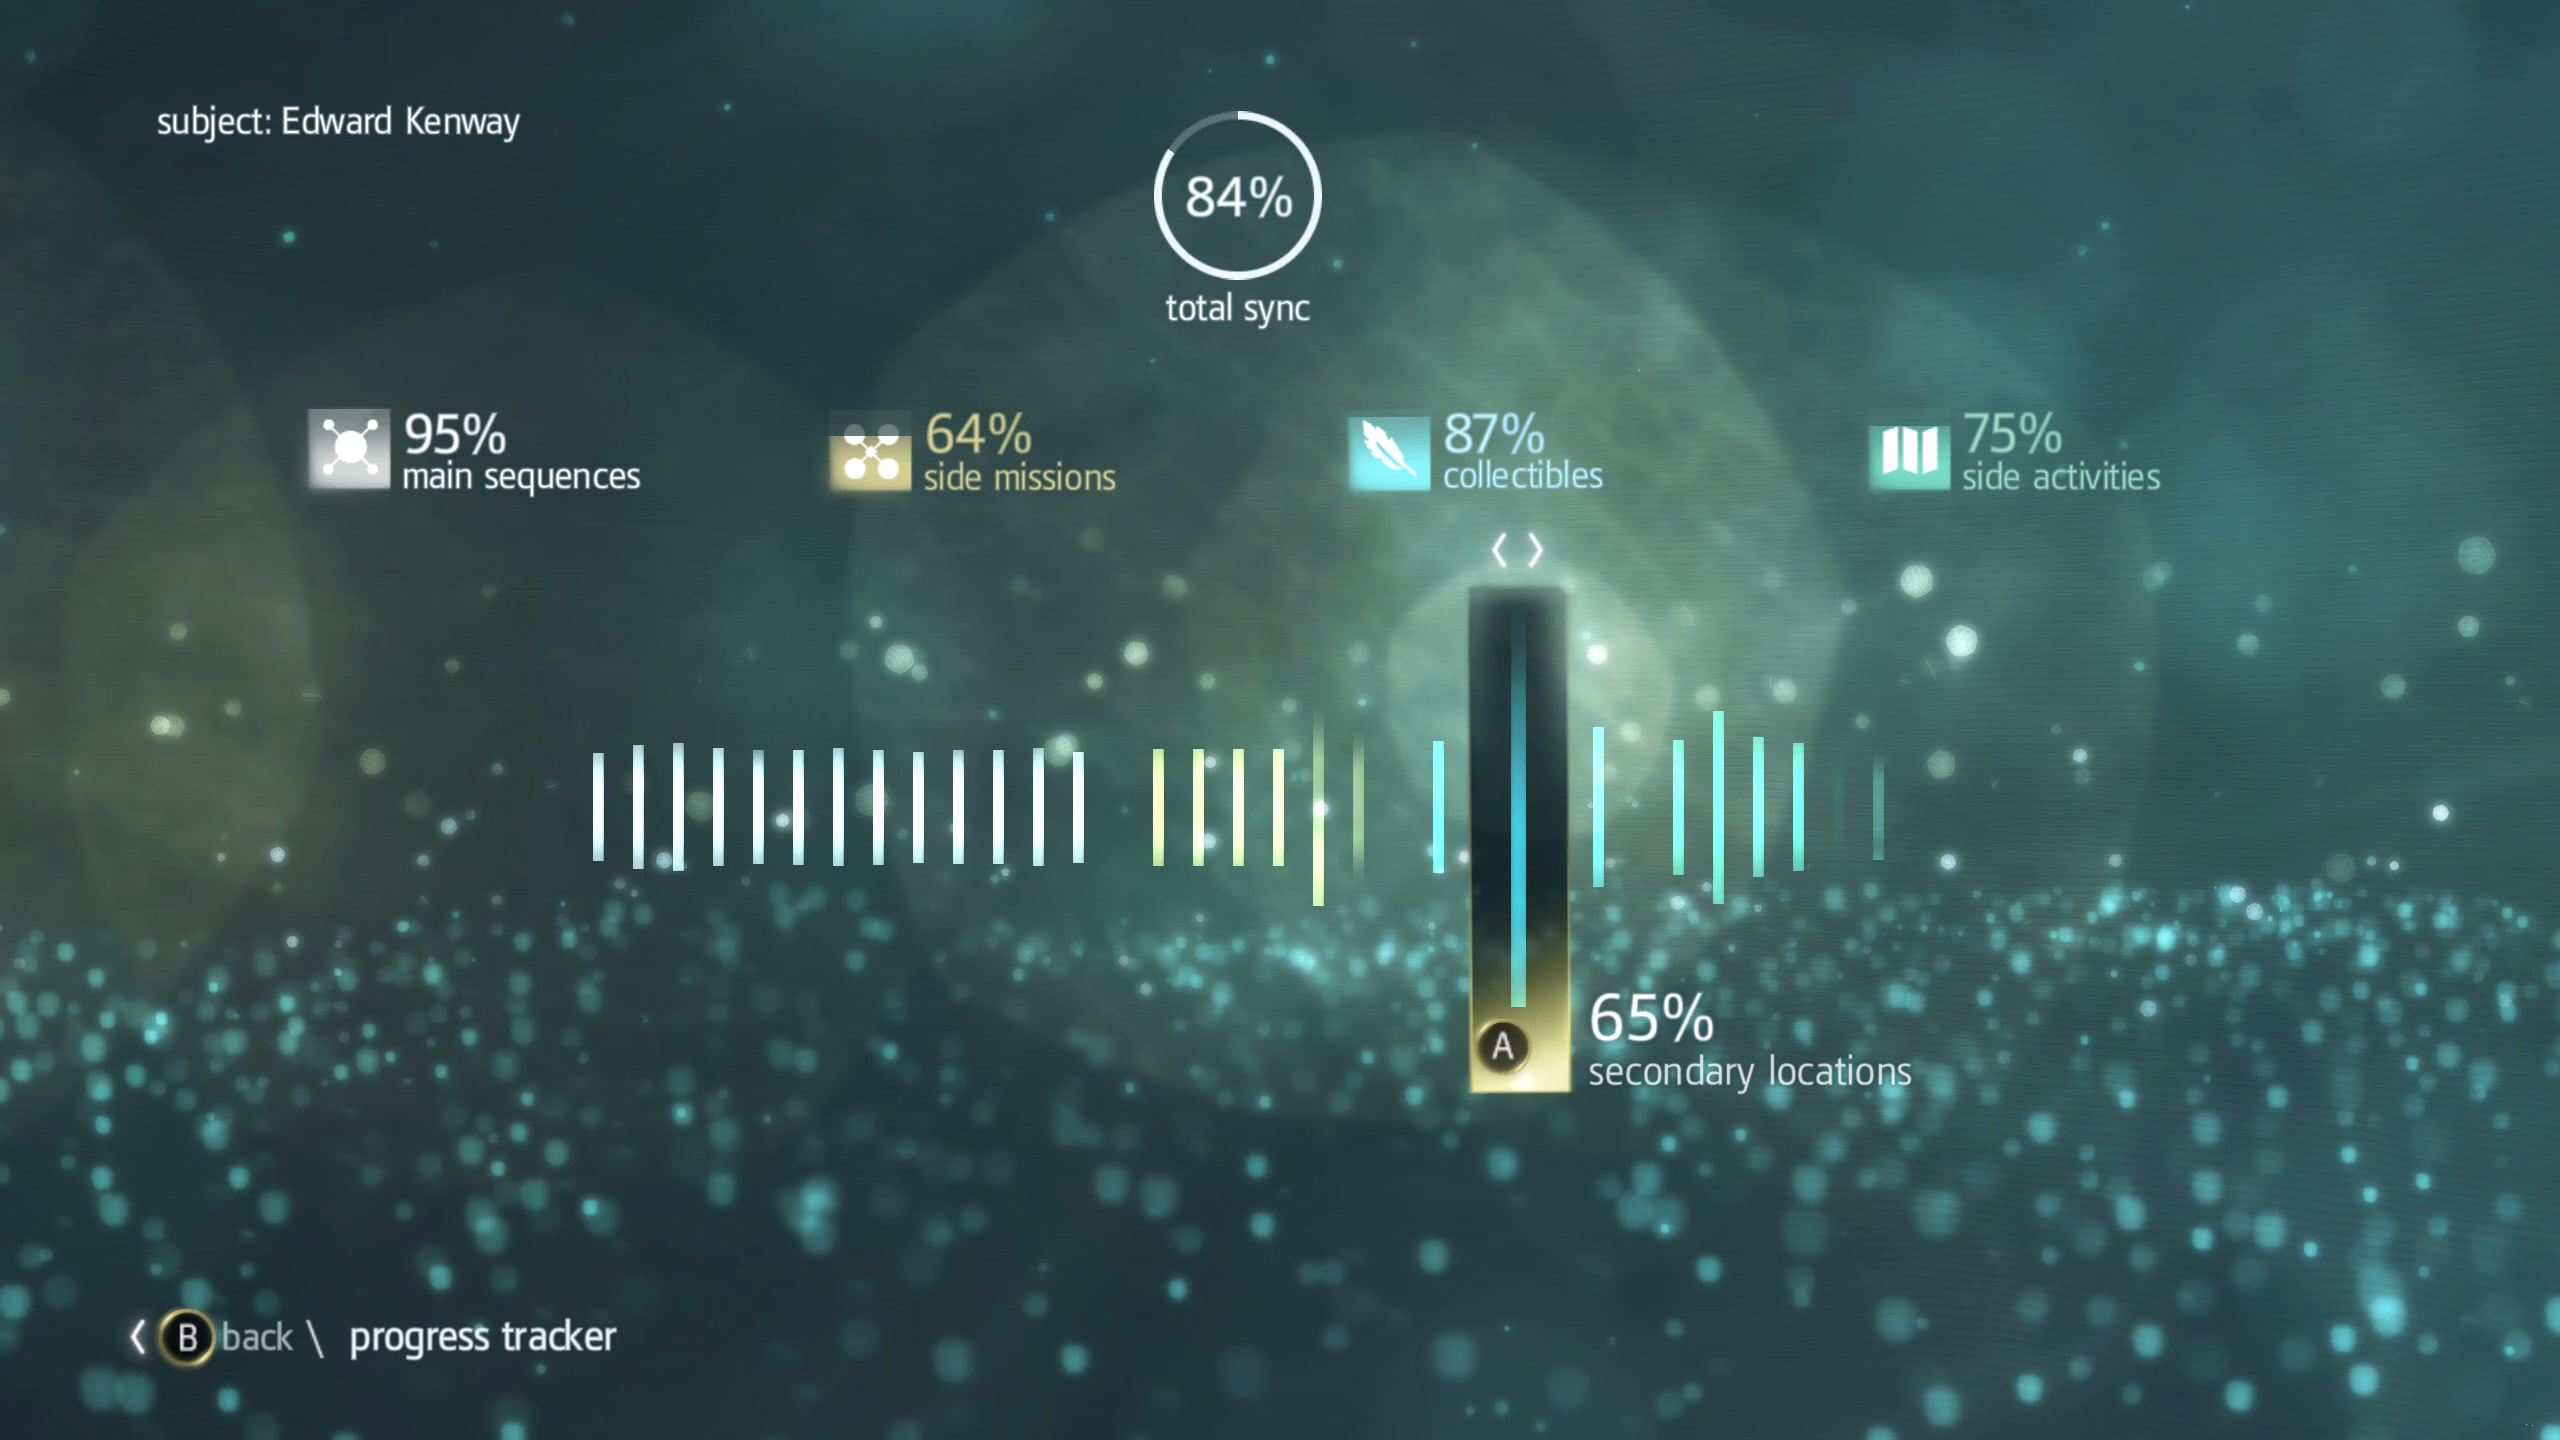 subject: Edward Kenway
84%
total sync
95%
main sequences
64%
side missions
87%
collectibles
75%
side activities
A
65%
secondary locations
B back \ progress tracker